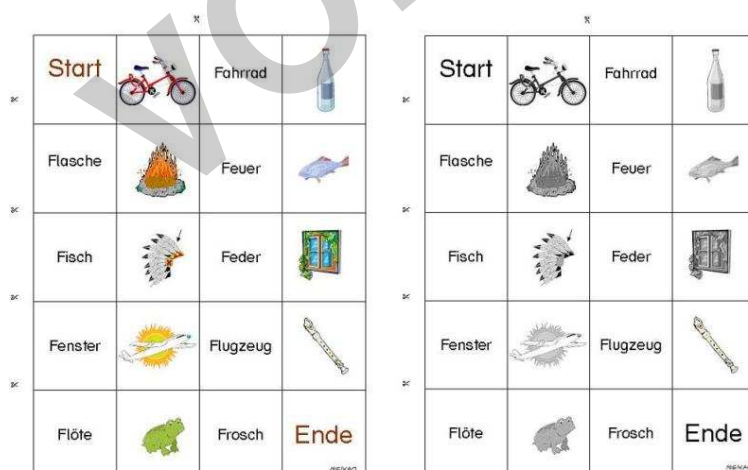 Start Fahrrad
Flasche Feuer
Fisch Feder
Fenster Flugzeug
Flöte Frosch Ende
Start Fahrrad
Flasche Feuer
Fisch Feder
Fenster Flugzeug
Flöte Frosch Ende